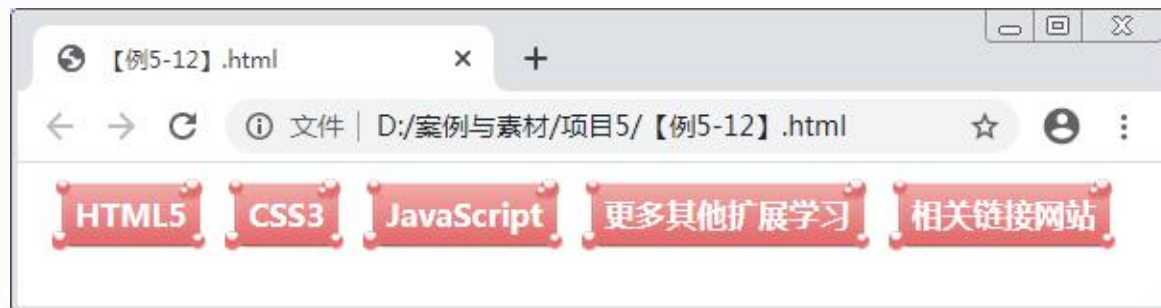 【例5-12】.html
文件 D:/案例与素材/项目5/【例5-12】.html
HTML5 CSS3 JavaScript 更多其他扩展学习 相关链接网站